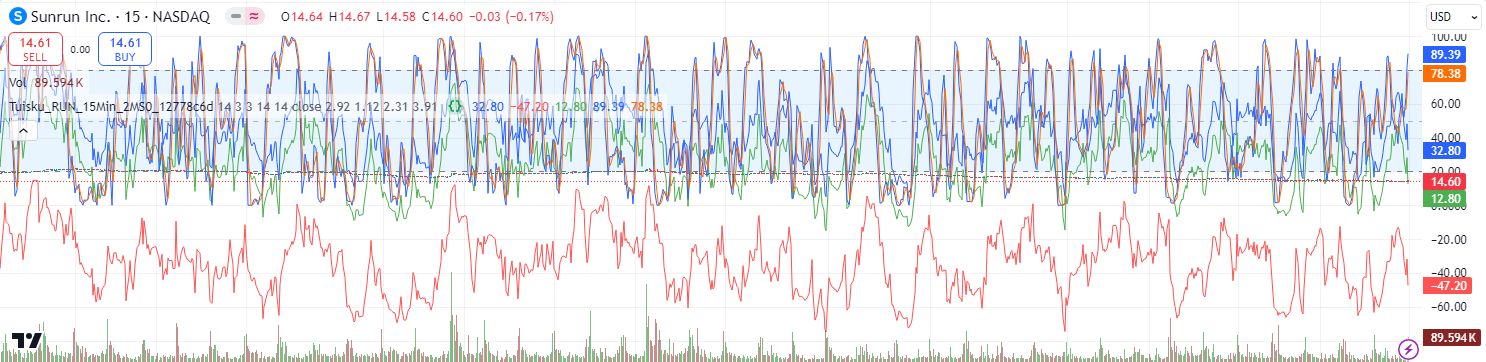 S Sunrun Inc. · 15 · NASDAQ O14.64 H14.67 L14.58 C14.60 −0.03 (−0.17%) USD
14.61 SELL 0.00 14.61 BUY
Vol 89.594 K
Tuisku_RUN_15Min_2MS0_12778c6d 14 3 3 14 14 close 2.92 1.12 2.31 3.91 32.80 −47.20 12.80 89.39 78.38
100.00
89.39
78.38
60.00
40.00
32.80
20.00
14.60
12.80
0.0000
−20.00
−40.00
−47.20
−60.00
89.594 K